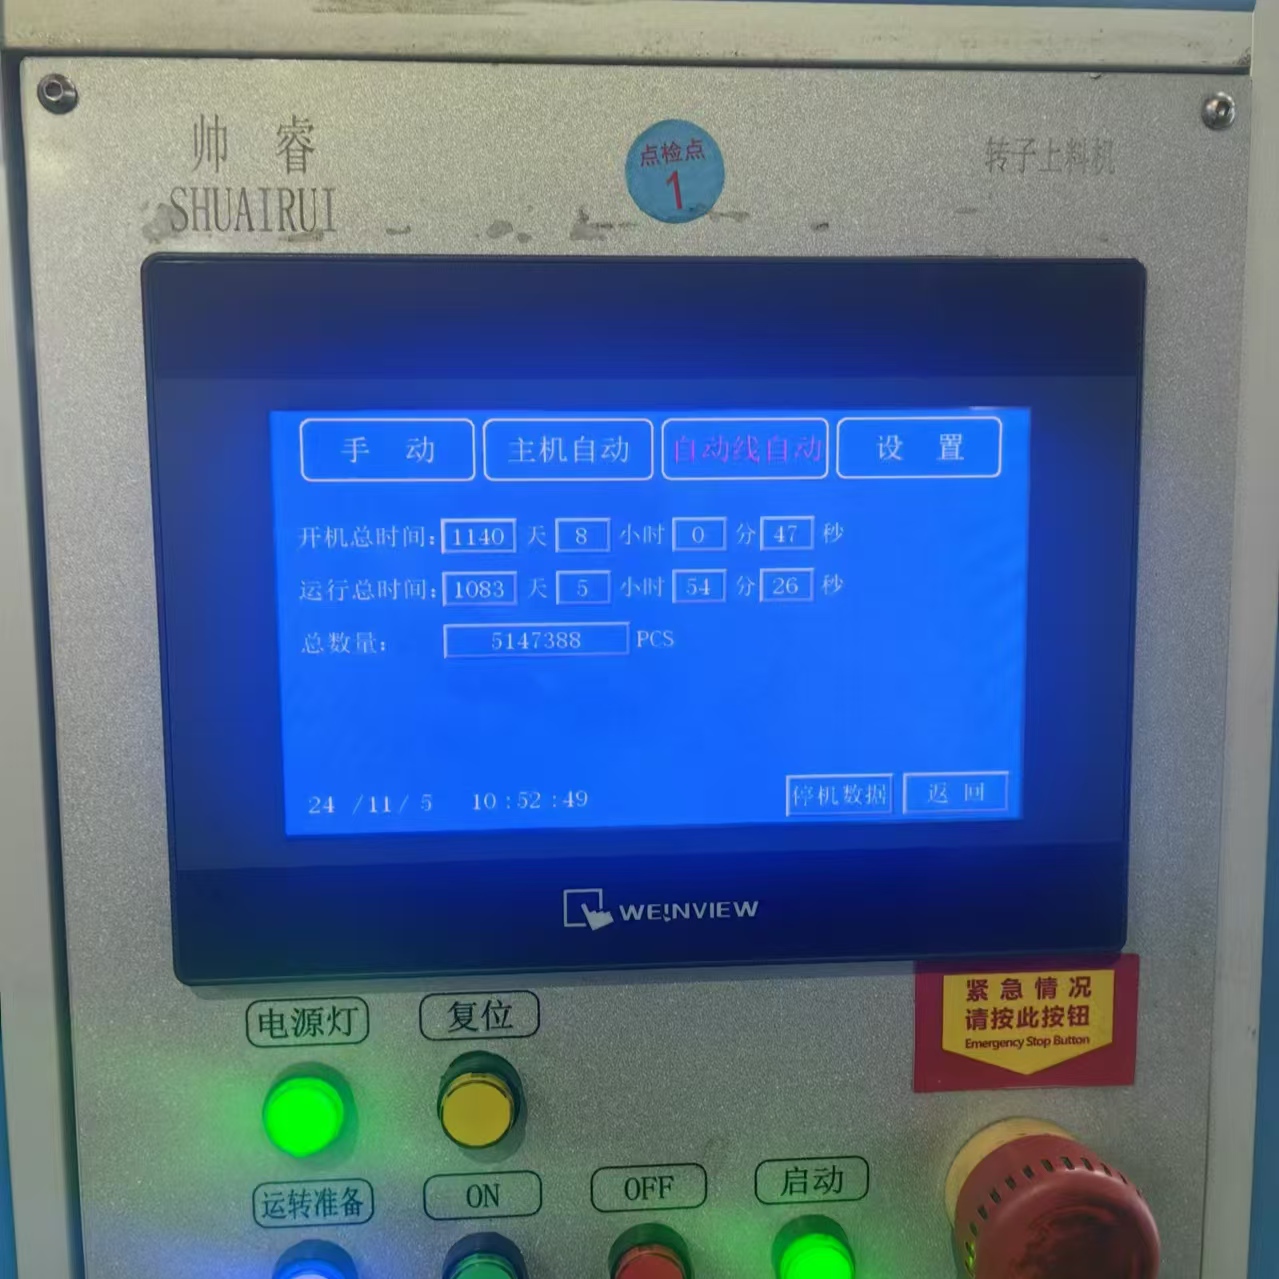 帅 睿
SHUAIRUI
点检点
1
转子上料机
手 动 主机自动 自动线自动 设 置
开机总时间: 1140 天 8 小时 0 分 47 秒
运行总时间: 1083 天 5 小时 54 分 26 秒
总数量: 5147388 PCS
24 /11/ 5 10:52:49 停机数据 返 回
WE!NVIEW
紧急情况
请按此按钮
Emergency Stop Button
电源灯 复位
运转准备 ON OFF 启动